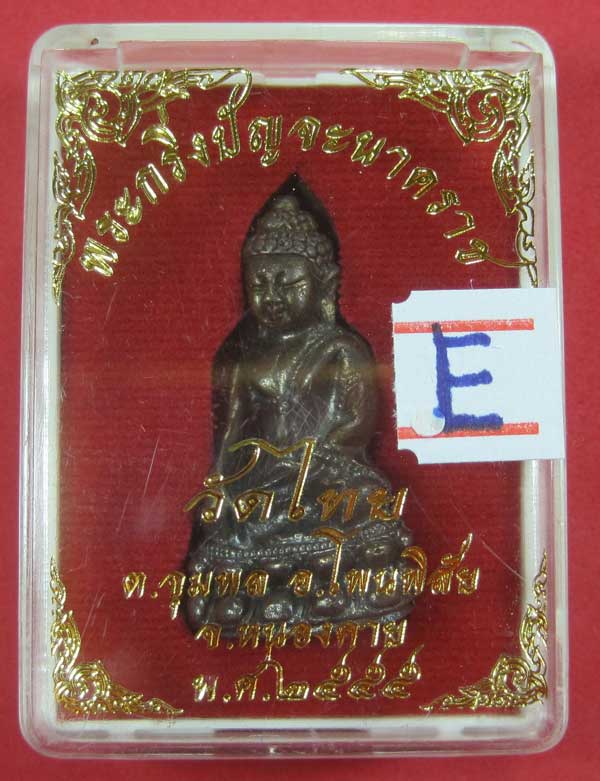 พระกริ่งปัญจะนาคราช
E
วัดไทย
ต.จุมพล อ.โพนพิสัย
จ.หนองคาย
พ.ศ.๒๕๕๕